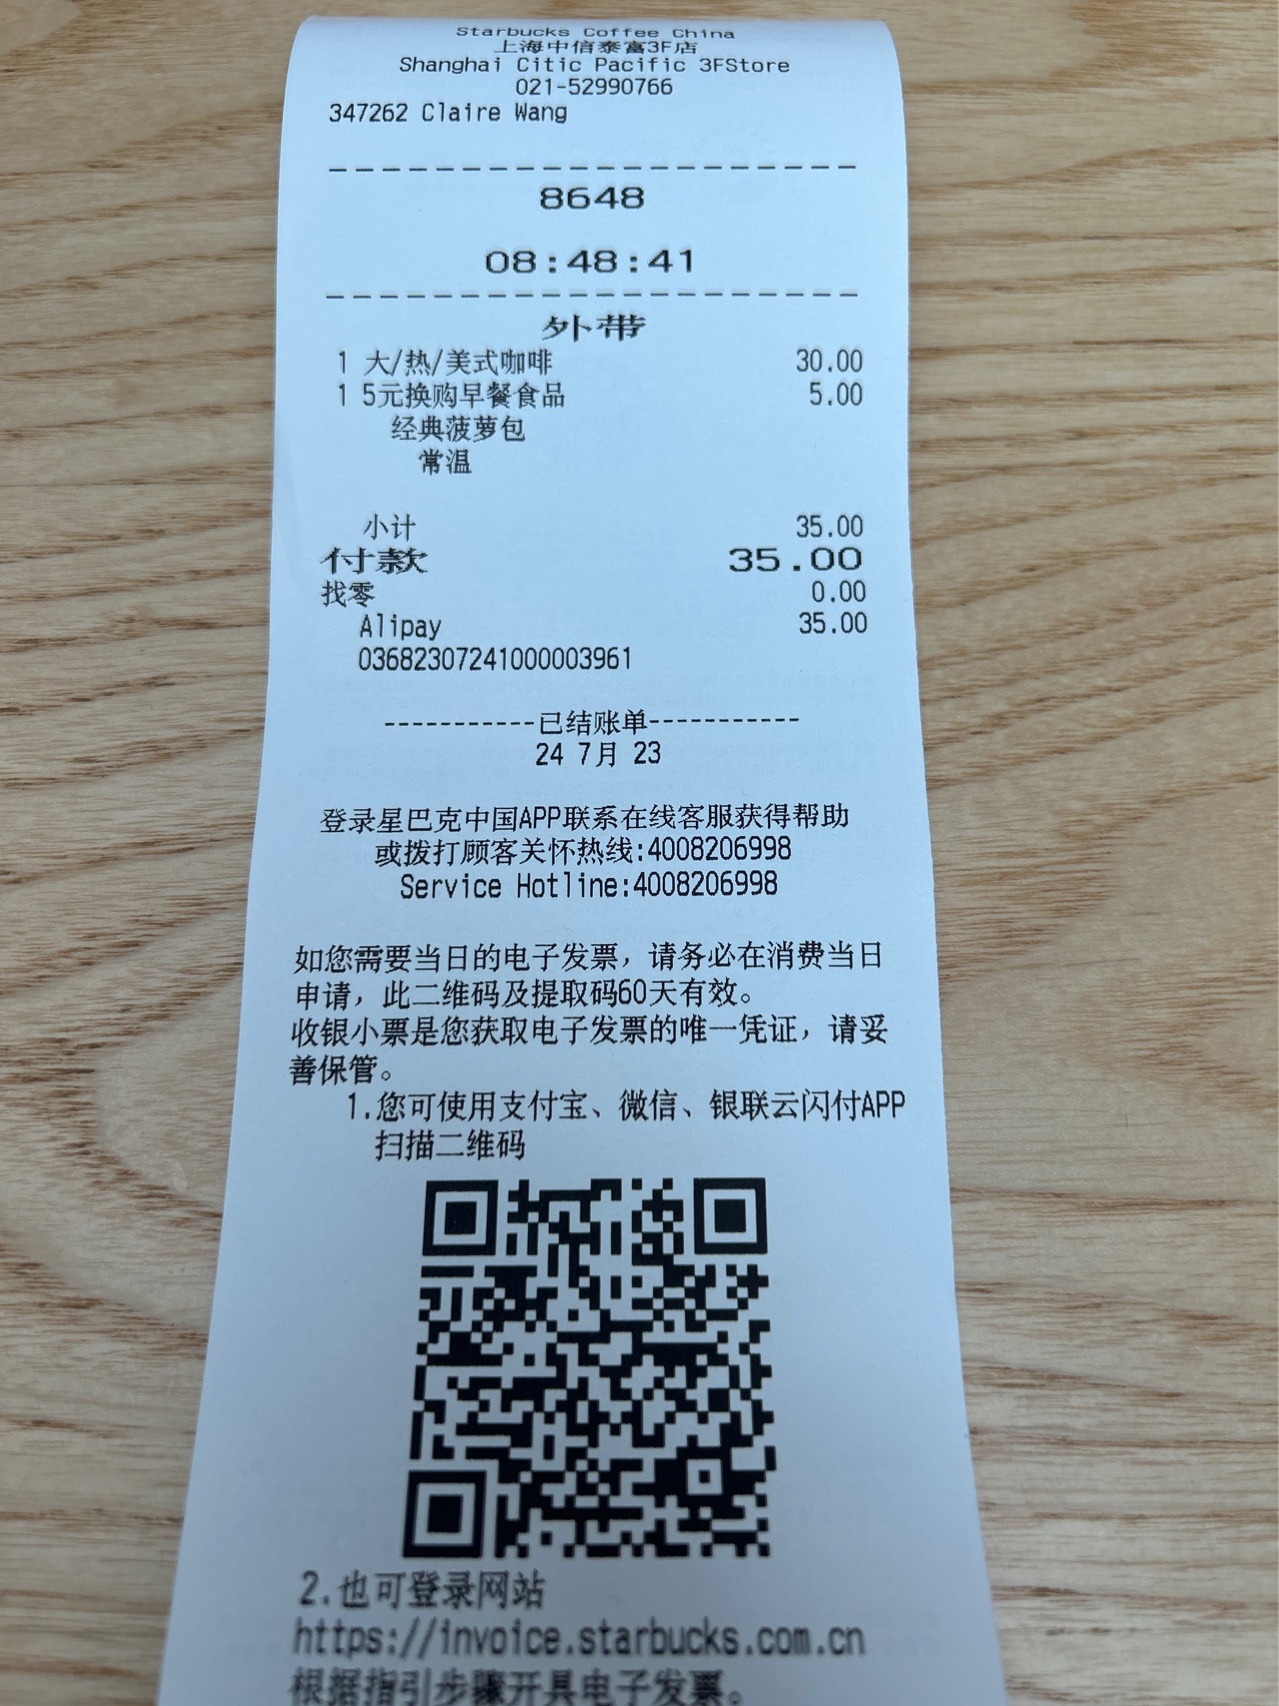 Starbucks Coffee China
上海中信泰富3F店
Shanghai Citic Pacific 3FStore
021-52990766
347262 Claire Wang
--------------------
8648
08:48:41
--------------------
外带
1 大/热/美式咖啡 30.00
1 5元换购早餐食品 5.00
经典菠萝包
常温
小计 35.00
付款 35.00
找零 0.00
Alipay 35.00
03682307241000003961
-----------已结账单-----------
24 7月 23
登录星巴克中国APP联系在线客服获得帮助
或拨打顾客关怀热线:4008206998
Service Hotline:4008206998
如您需要当日的电子发票，请务必在消费当日
申请，此二维码及提取码60天有效。
收银小票是您获取电子发票的唯一凭证，请妥
善保管。
1.您可使用支付宝、微信、银联云闪付APP
扫描二维码
2.也可登录网站
https://invoice.starbucks.com.cn
根据指引步骤开具电子发票。